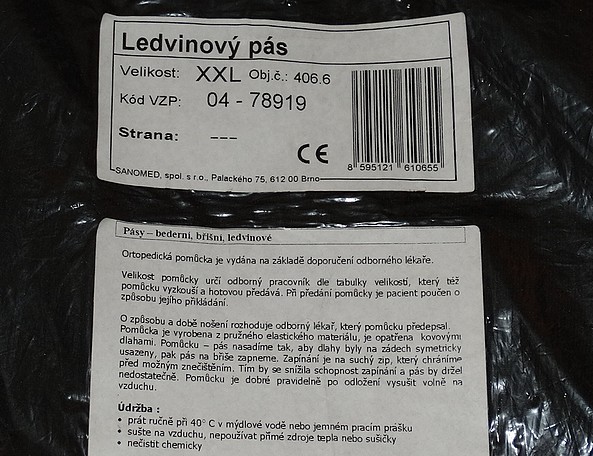 Ledvinový pás
Velikost: XXL Obj.č.: 406.6
Kód VZP: 04 - 78919
Strana: ---
CE
8 595121 610655
SANOMED, spol. s r.o., Palackého 75, 612 00 Brno
Pásy – bederní, břišní, ledvinové
Ortopedická pomůcka je vydána na základě doporučení odborného lékaře.
Velikost pomůcky určí odborný pracovník dle tabulky velikostí, který též
pomůcku vyzkouší a hotovou předává. Při předání pomůcky je pacient poučen o
způsobu jejího přikládání.
O způsobu a době nošení rozhoduje odborný lékař, který pomůcku předepsal.
Pomůcka je vyrobena z pružného elastického materiálu, je opatřena kovovými
dlahami. Pomůcku – pás nasadíme tak, aby dlahy byly na zádech symetricky
usazeny, pak pás na břiše zapneme. Zapínání je na suchý zip, který chráníme
před možným znečištěním. Tím by se snížila schopnost zapínání a pás by držel
nedostatečně. Pomůcku je dobré pravidelně po odložení vysušit volně na
vzduchu.
Údržba :
• prát ručně při 40° C v mýdlové vodě nebo jemném pracím prášku
• sušte na vzduchu, nepoužívat přímé zdroje tepla nebo sušičky
• nečistit chemicky